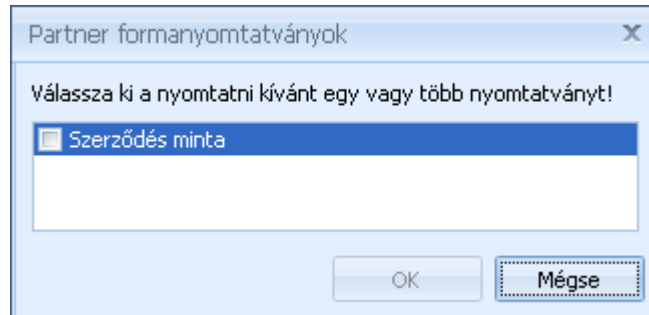 Partner formanyomtatványok
Válassza ki a nyomtatni kívánt egy vagy több nyomtatványt!
Szerződés minta
OK
Mégse